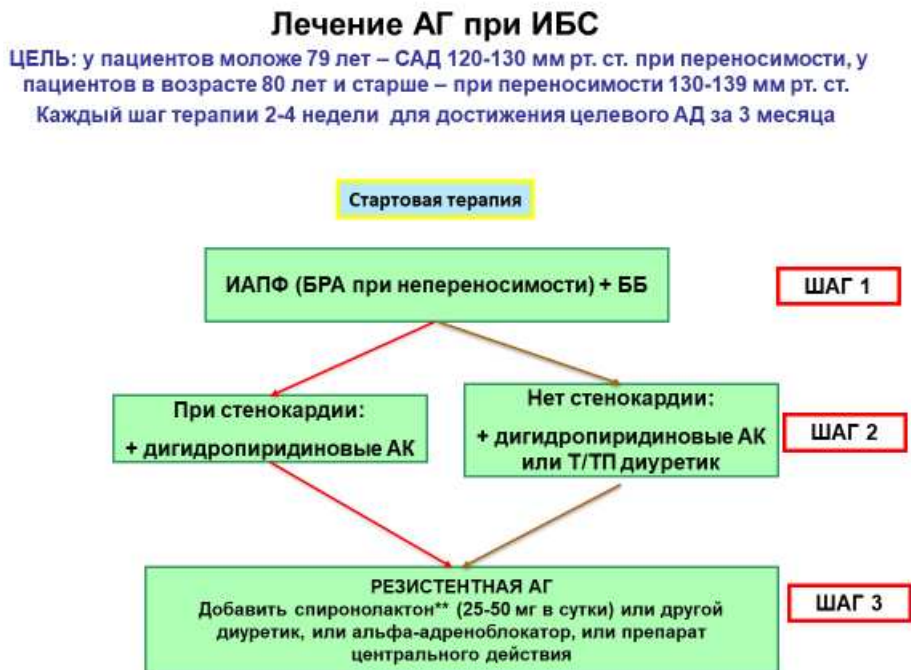 Лечение АГ при ИБС
ЦЕЛЬ: у пациентов моложе 79 лет – САД 120-130 мм рт. ст. при переносимости, у
пациентов в возрасте 80 лет и старше – при переносимости 130-139 мм рт. ст.
Каждый шаг терапии 2-4 недели для достижения целевого АД за 3 месяца
Стартовая терапия
ИАПФ (БРА при непереносимости) + ББ
ШАГ 1
При стенокардии:
+ дигидропиридиновые АК
Нет стенокардии:
+ дигидропиридиновые АК
или Т/ТП диуретик
ШАГ 2
РЕЗИСТЕНТНАЯ АГ
Добавить спиронолактон** (25-50 мг в сутки) или другой
диуретик, или альфа-адреноблокатор, или препарат
центрального действия
ШАГ 3